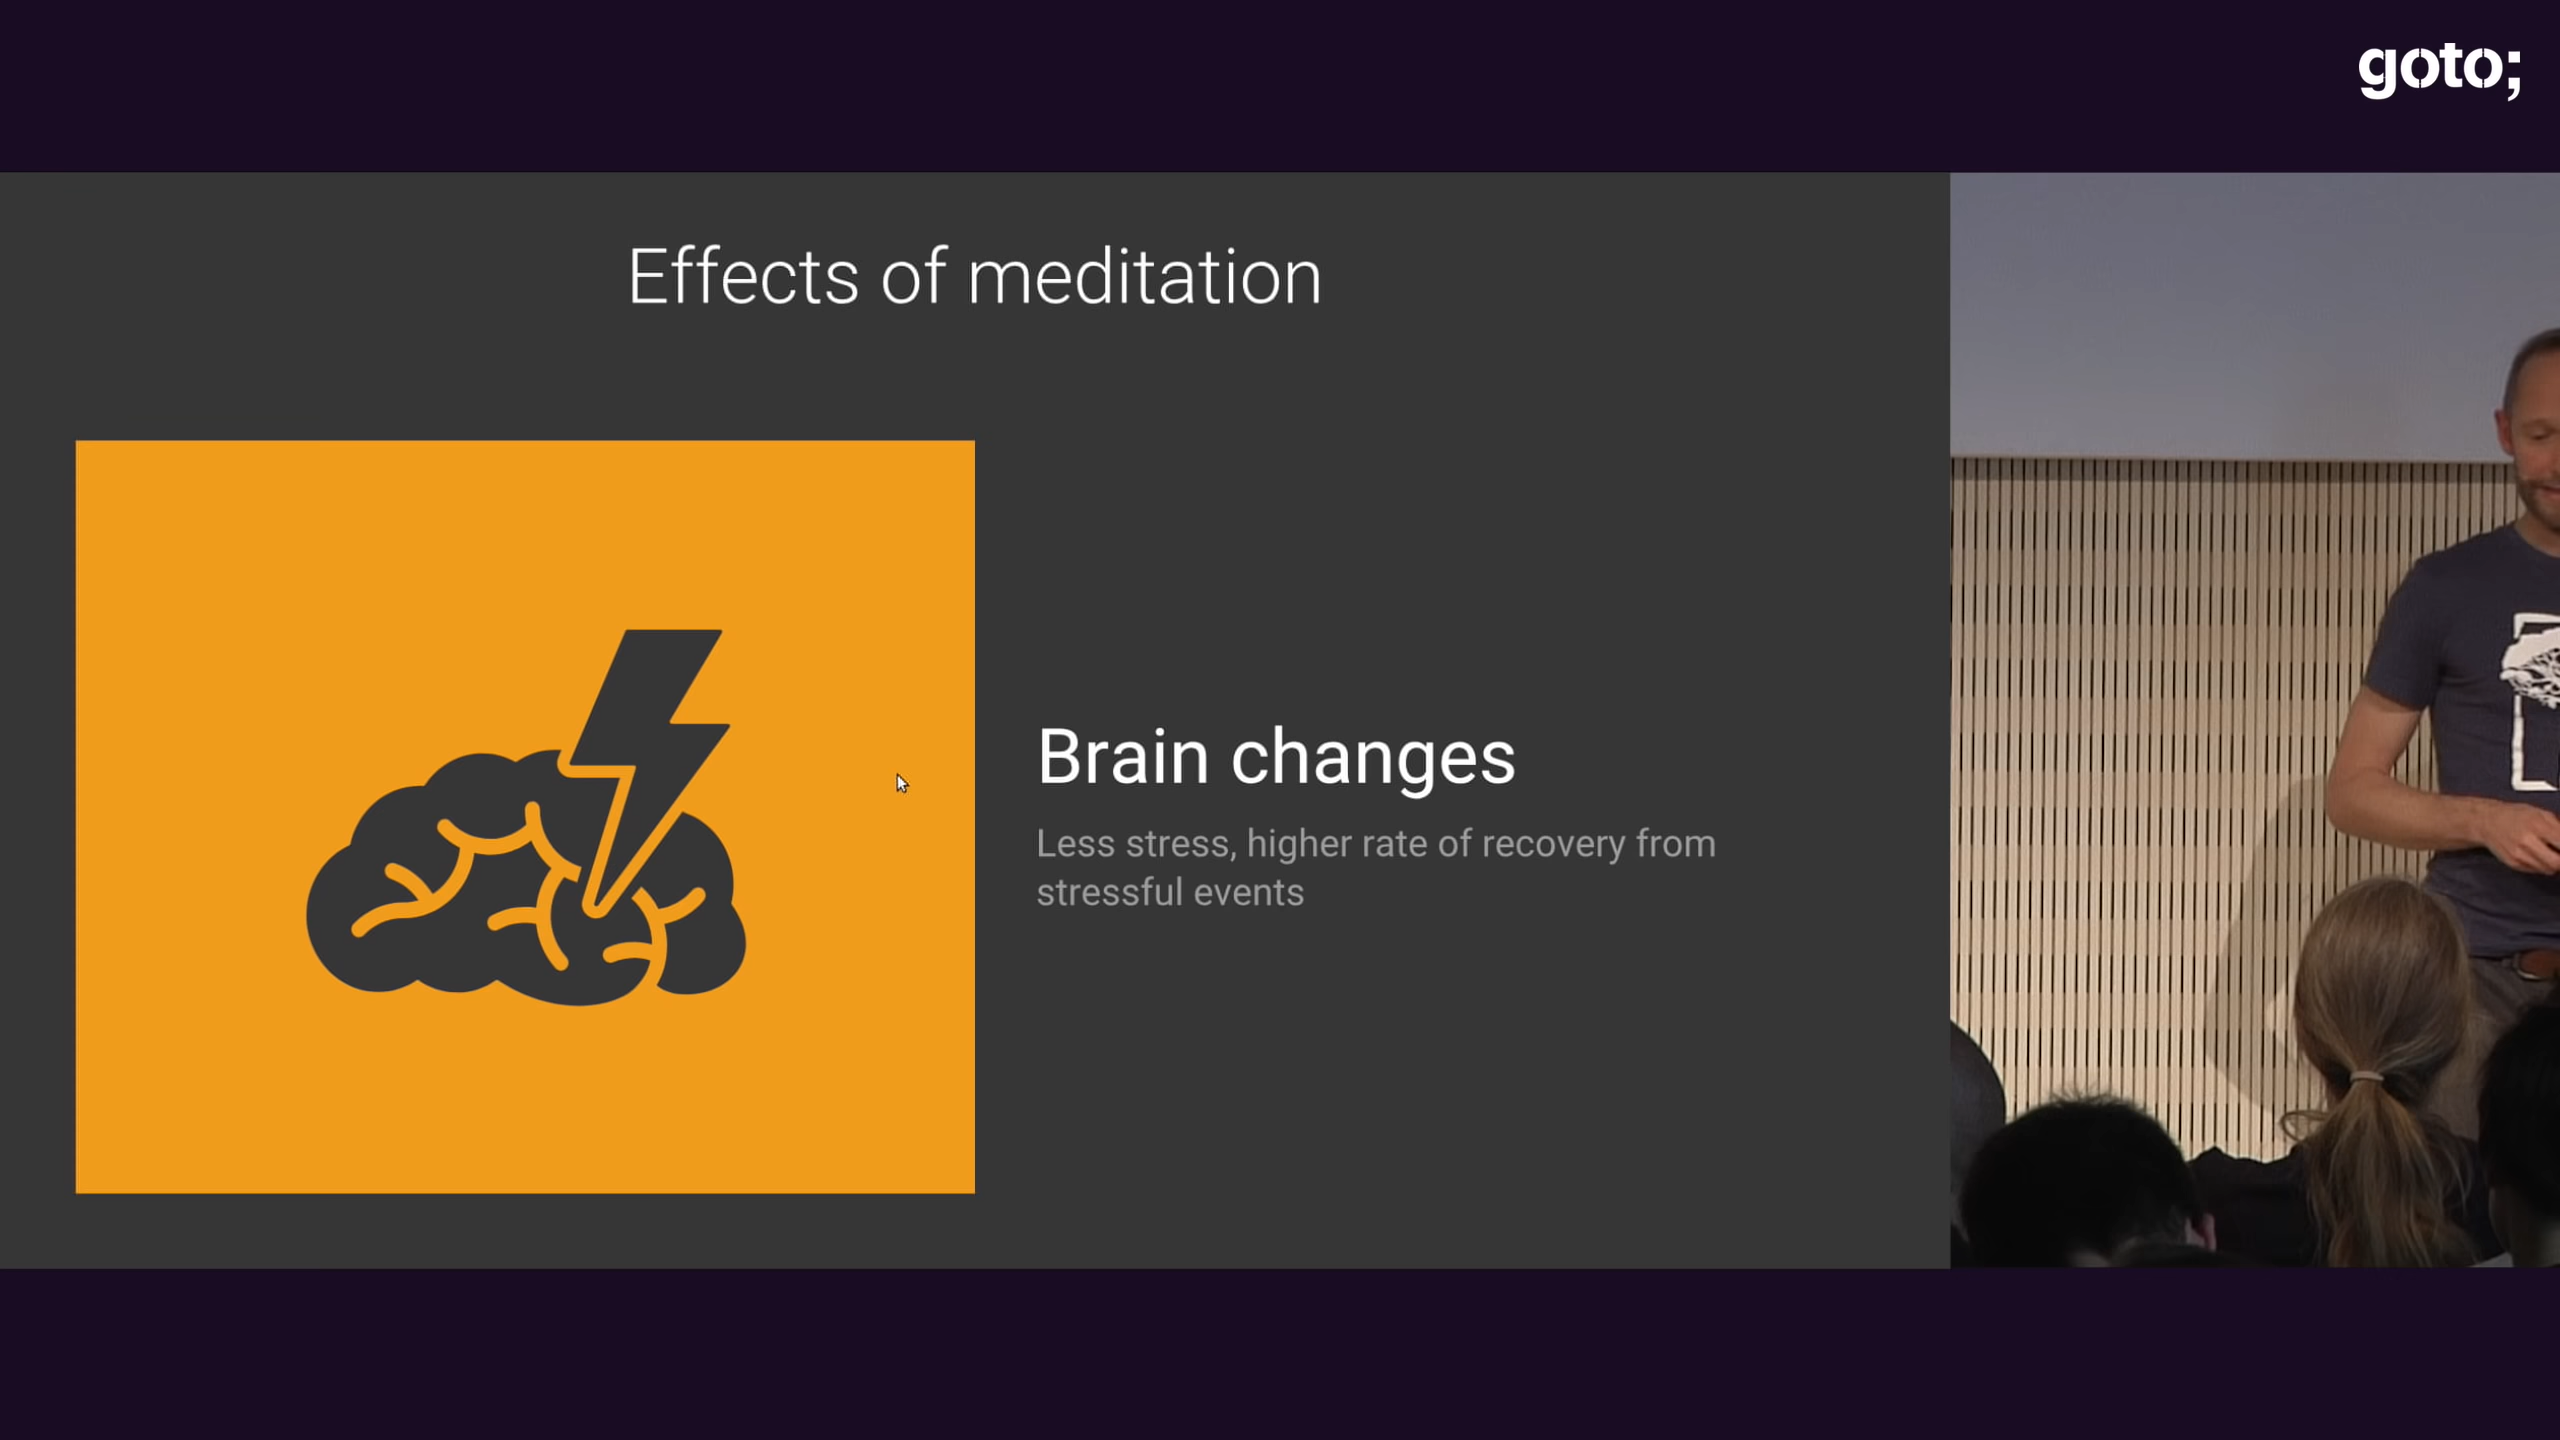 goto;
Effects of meditation
Brain changes
Less stress, higher rate of recovery from
stressful events